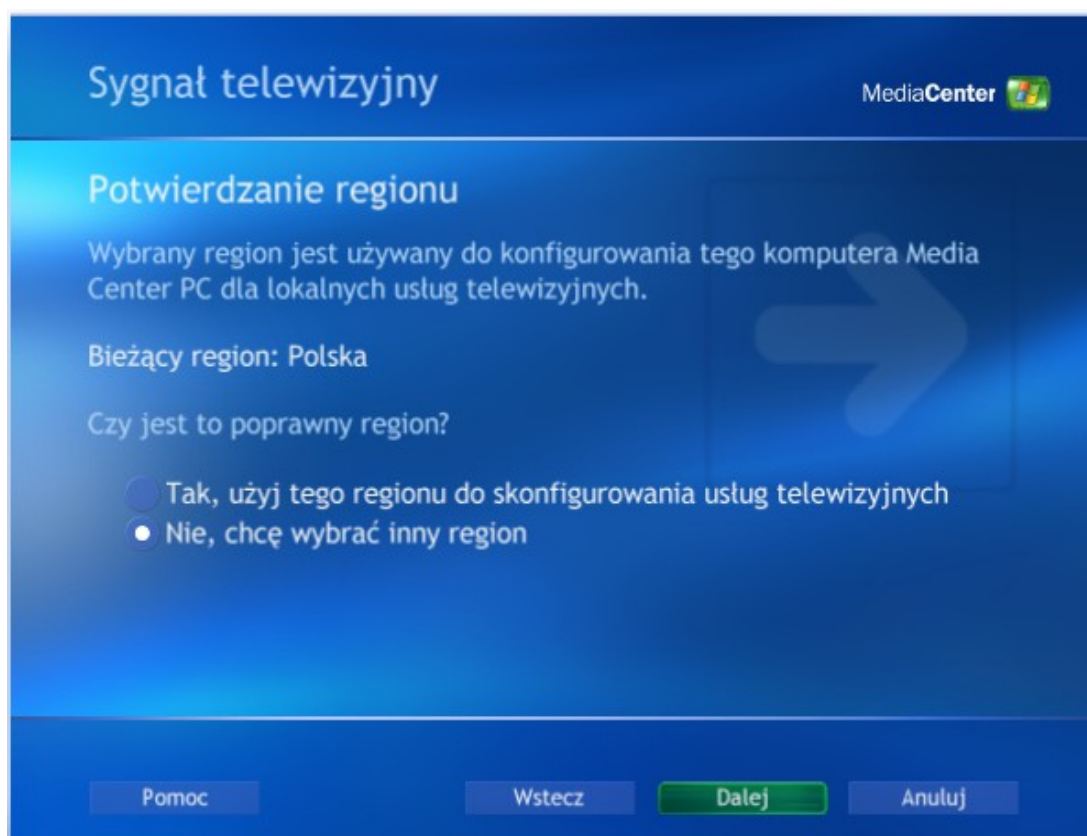 Sygnał telewizyjny
MediaCenter
Potwierdzanie regionu
Wybrany region jest używany do konfigurowania tego komputera Media
Center PC dla lokalnych usług telewizyjnych.
Bieżący region: Polska
Czy jest to poprawny region?
Tak, użyj tego regionu do skonfigurowania usług telewizyjnych
Nie, chcę wybrać inny region
Pomoc Wstecz Dalej Anuluj